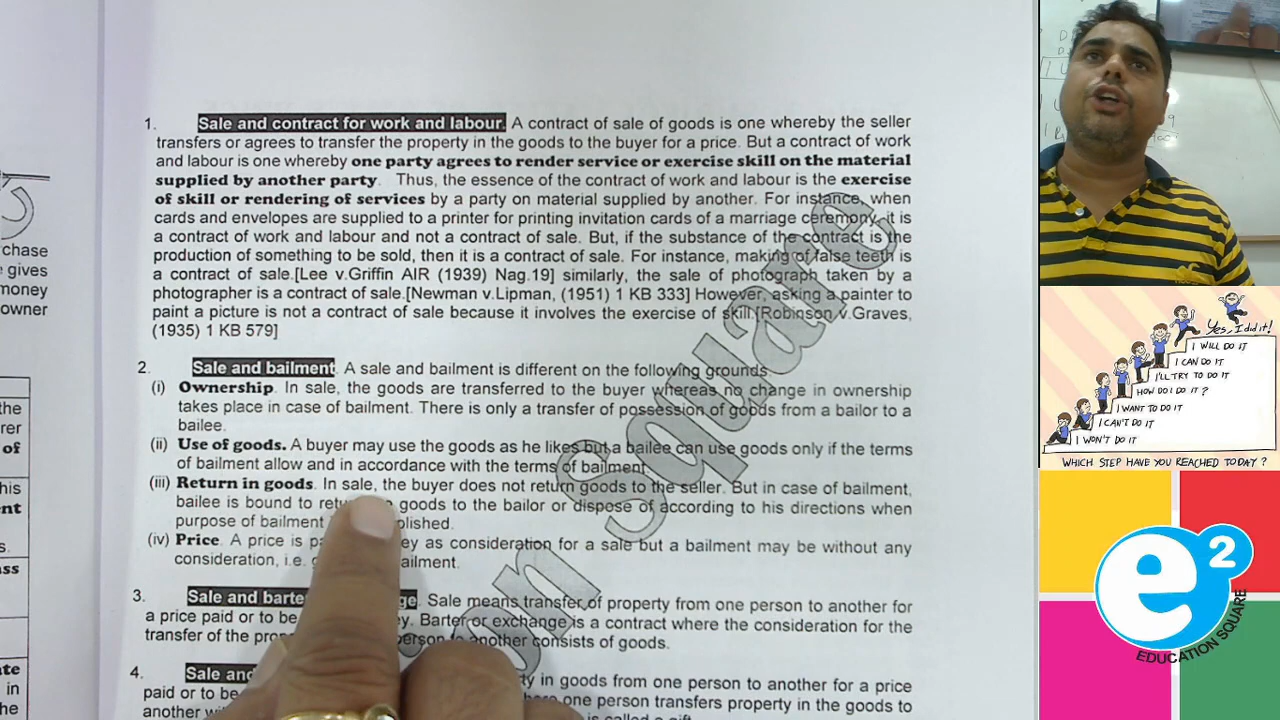 1. Sale and contract for work and labour. A contract of sale of goods is one whereby the seller
transfers or agrees to transfer the property in the goods to the buyer for a price. But a contract of work
and labour is one whereby one party agrees to render service or exercise skill on the material
supplied by another party. Thus, the essence of the contract of work and labour is the exercise
of skill or rendering of services by a party on material supplied by another. For instance, when
cards and envelopes are supplied to a printer for printing invitation cards of a marriage ceremony, it is
a contract of work and labour and not a contract of sale. But, if the substance of the contract is the
production of something to be sold, then it is a contract of sale. For instance, making of false teeth is
a contract of sale.[Lee v.Griffin AIR (1939) Nag.19] similarly, the sale of photograph taken by a
photographer is a contract of sale.[Newman v.Lipman, (1951) 1 KB 333] However, asking a painter to
paint a picture is not a contract of sale because it involves the exercise of skill.[Robinson v.Graves,
(1935) 1 KB 579]
2. Sale and bailment. A sale and bailment is different on the following grounds.
(i) Ownership. In sale, the goods are transferred to the buyer whereas no change in ownership
takes place in case of bailment. There is only a transfer of possession of goods from a bailor to a
bailee.
(ii) Use of goods. A buyer may use the goods as he likes but a bailee can use goods only if the terms
of bailment allow and in accordance with the terms of bailment.
(iii) Return in goods. In sale, the buyer does not return goods to the seller. But in case of bailment,
bailee is bound to goods to the bailor or dispose of according to his directions when
purpose of bailment
(iv) Price. A price is as consideration for a sale but a bailment may be without any
consideration, i.e.
3. Sale and Sale means transfer of property from one person to another for
a price paid or to be Barter or exchange is a contract where the consideration for the
transfer of the another consists of goods.
4. Sale in goods from one person to another for a price
paid or to be one person transfers property in the goods to
another is called a gift
chase
gives
money
owner
the
rer
of
his
s.
ate
in
he
square
Yes, I did it!
I WILL DO IT
I CAN DO IT
I'LL TRY TO DO IT
HOW DO I DO IT?
I WANT TO DO IT
I CAN'T DO IT
I WON'T DO IT
WHICH STEP HAVE YOU REACHED TODAY?
e2
EDUCATION SQUARE